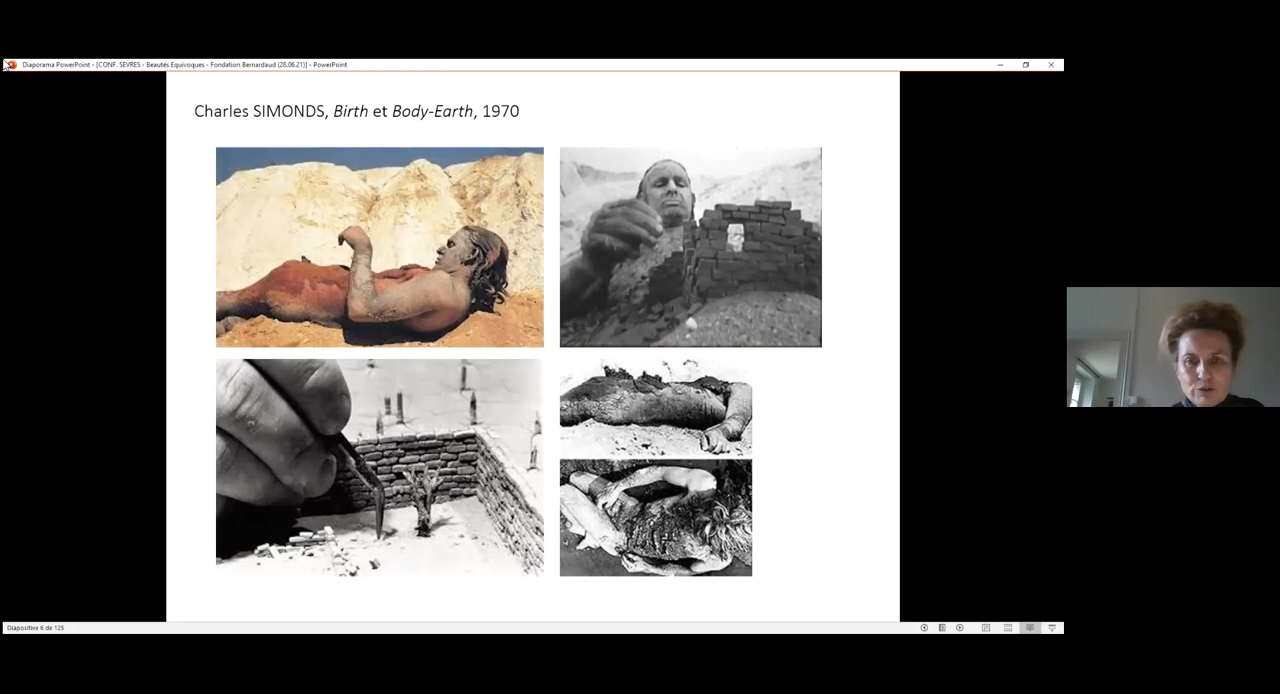 Diaporama PowerPoint - [CONF. SEVRES - Beautés Equivoques - Fondation Bernardaud (28.06.21)] - PowerPoint
Charles SIMONDS, Birth et Body-Earth, 1970
Diapositive 6 de 125